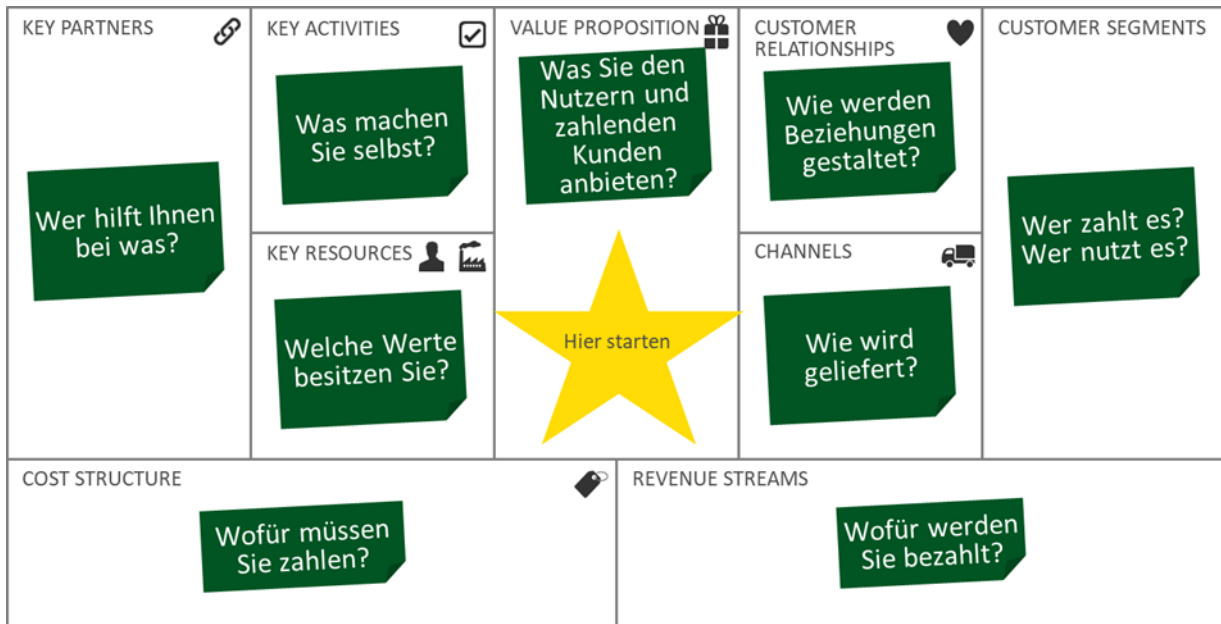 KEY PARTNERS
Wer hilft Ihnen
bei was?
KEY ACTIVITIES
Was machen
Sie selbst?
KEY RESOURCES
Welche Werte
besitzen Sie?
VALUE PROPOSITION
Was Sie den
Nutzern und
zahlenden
Kunden
anbieten?
Hier starten
CUSTOMER
RELATIONSHIPS
Wie werden
Beziehungen
gestaltet?
CHANNELS
Wie wird
geliefert?
CUSTOMER SEGMENTS
Wer zahlt es?
Wer nutzt es?
COST STRUCTURE
Wofür müssen
Sie zahlen?
REVENUE STREAMS
Wofür werden
Sie bezahlt?